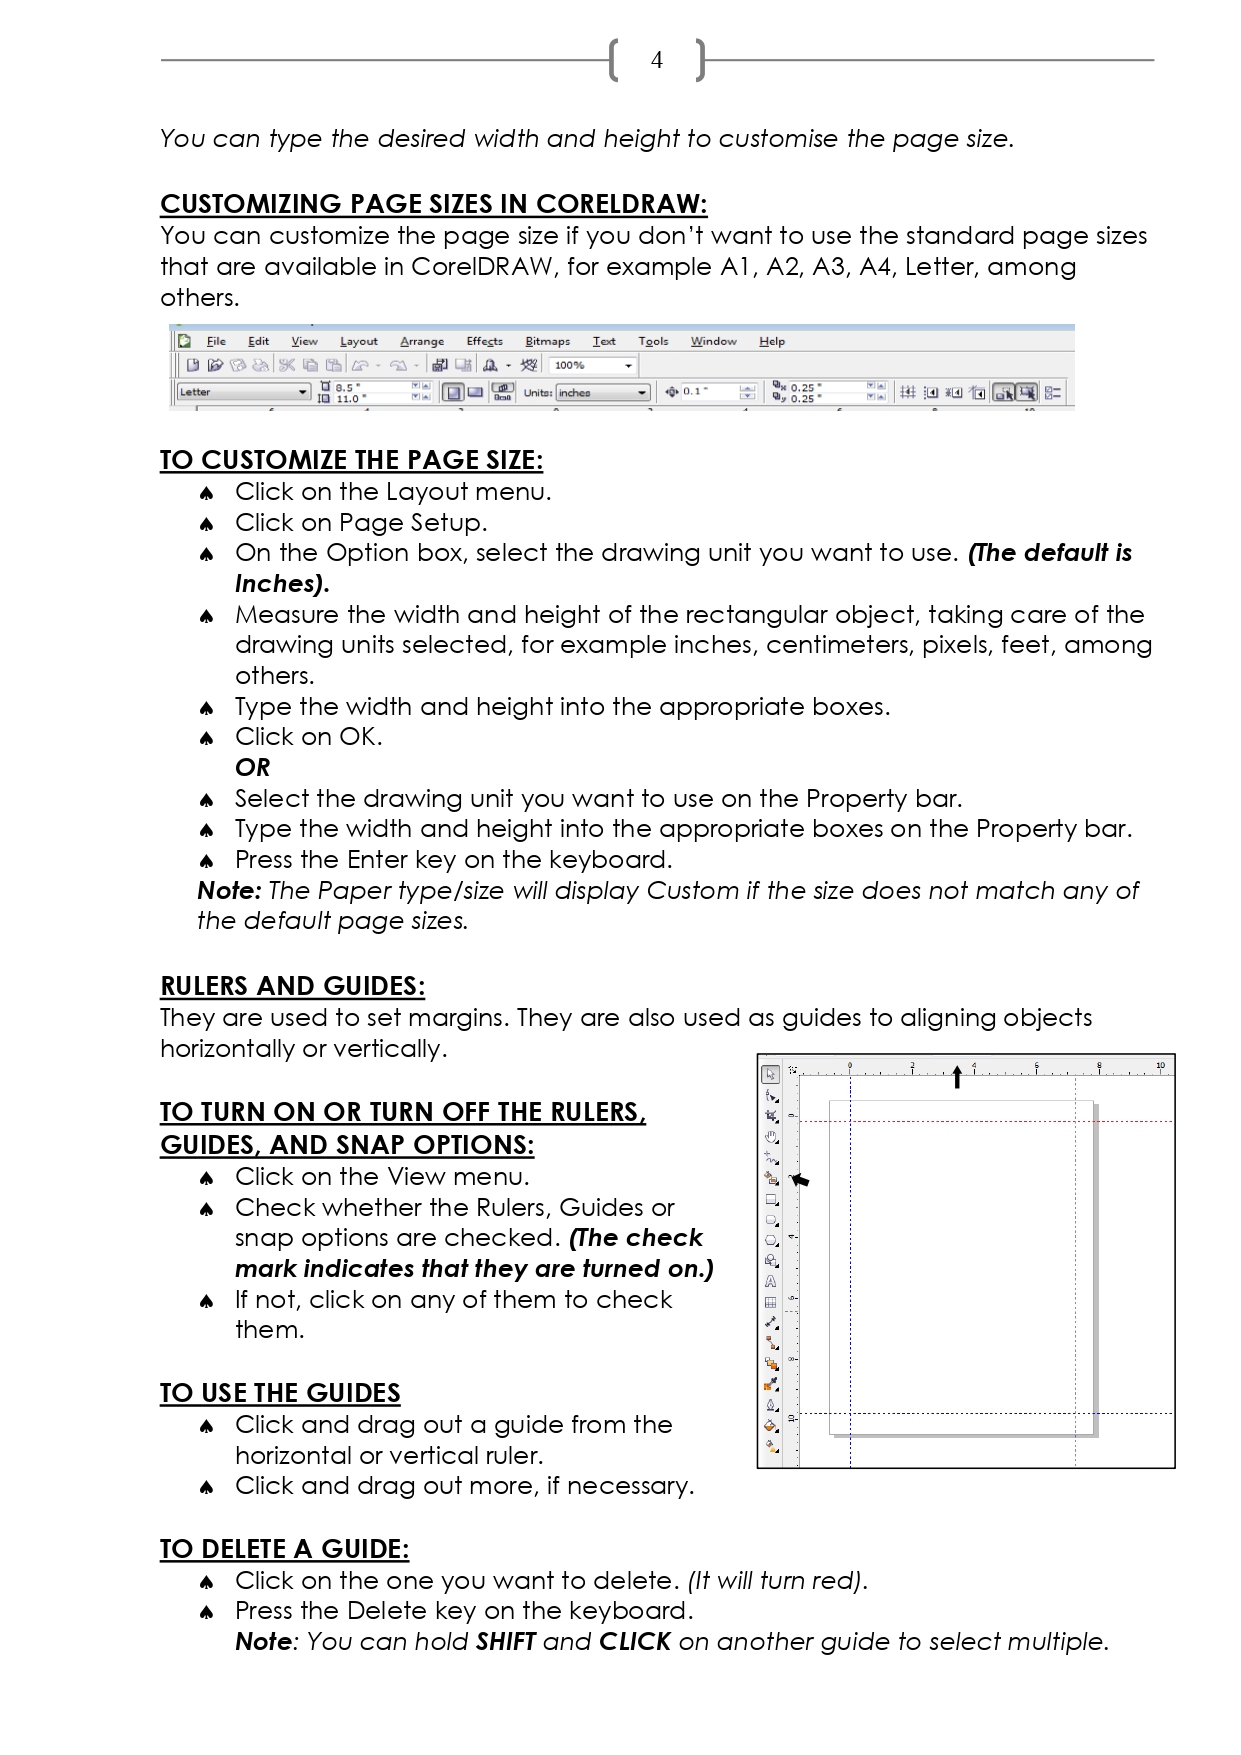 4
You can type the desired width and height to customise the page size.
CUSTOMIZING PAGE SIZES IN CORELDRAW:
You can customize the page size if you don’t want to use the standard page sizes
that are available in CorelDRAW, for example A1, A2, A3, A4, Letter, among
others.
File Edit View Layout Arrange Effects Bitmaps Text Tools Window Help
100%
Letter 8.5 " 11.0 " Units: inches 0.1 " 0.25 " 0.25 "
TO CUSTOMIZE THE PAGE SIZE:
♠ Click on the Layout menu.
♠ Click on Page Setup.
♠ On the Option box, select the drawing unit you want to use. (The default is
Inches).
♠ Measure the width and height of the rectangular object, taking care of the
drawing units selected, for example inches, centimeters, pixels, feet, among
others.
♠ Type the width and height into the appropriate boxes.
♠ Click on OK.
OR
♠ Select the drawing unit you want to use on the Property bar.
♠ Type the width and height into the appropriate boxes on the Property bar.
♠ Press the Enter key on the keyboard.
Note: The Paper type/size will display Custom if the size does not match any of
the default page sizes.
RULERS AND GUIDES:
They are used to set margins. They are also used as guides to aligning objects
horizontally or vertically.
0 2 4 6 8 10
0
2
4
6
8
10
TO TURN ON OR TURN OFF THE RULERS,
GUIDES, AND SNAP OPTIONS:
♠ Click on the View menu.
♠ Check whether the Rulers, Guides or
snap options are checked. (The check
mark indicates that they are turned on.)
♠ If not, click on any of them to check
them.
TO USE THE GUIDES
♠ Click and drag out a guide from the
horizontal or vertical ruler.
♠ Click and drag out more, if necessary.
TO DELETE A GUIDE:
♠ Click on the one you want to delete. (It will turn red).
♠ Press the Delete key on the keyboard.
Note: You can hold SHIFT and CLICK on another guide to select multiple.